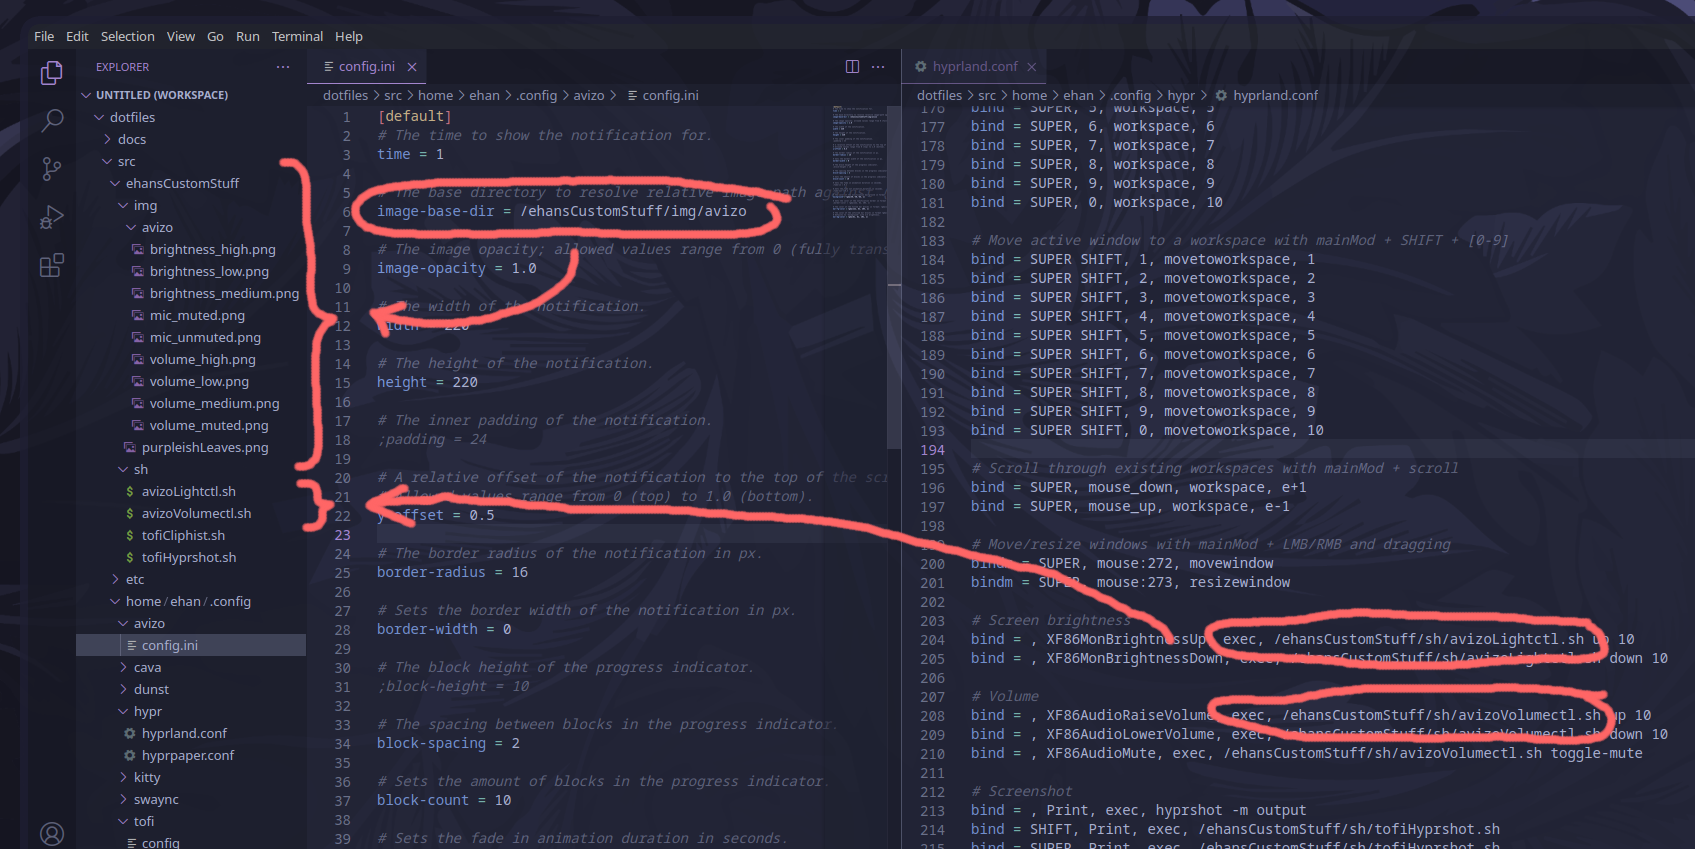 File Edit Selection View Go Run Terminal Help
EXPLORER ···
UNTITLED (WORKSPACE)
dotfiles
docs
src
ehansCustomStuff
img
avizo
brightness_high.png
brightness_low.png
brightness_medium.png
mic_muted.png
mic_unmuted.png
volume_high.png
volume_low.png
volume_medium.png
volume_muted.png
purpleishLeaves.png
sh
$ avizoLightctl.sh
$ avizoVolumectl.sh
$ tofiCliphist.sh
$ tofiHyprshot.sh
etc
home/ehan/.config
avizo
config.ini
cava
dunst
hypr
hyprland.conf
hyprpaper.conf
kitty
swaync
tofi
config
config.ini
dotfiles > src > home > ehan > .config > avizo > config.ini
1 [default]
2 # The time to show the notification for.
3 time = 1
4
5 The base directory to resolve relative image path
6 image-base-dir = /ehansCustomStuff/img/avizo
7
8 # The image opacity; allowed values range from 0 (fully trans
9 image-opacity = 1.0
10
11 # The width of the notification.
12 width = 220
13
14 # The height of the notification.
15 height = 220
16
17 # The inner padding of the notification.
18 ;padding = 24
19
20 # A relative offset of the notification to the top of the scr
21 values range from 0 (top) to 1.0 (bottom).
22 y-offset = 0.5
23
24 # The border radius of the notification in px.
25 border-radius = 16
26
27 # Sets the border width of the notification in px.
28 border-width = 0
29
30 # The block height of the progress indicator.
31 ;block-height = 10
32
33 # The spacing between blocks in the progress indicator.
34 block-spacing = 2
35
36 # Sets the amount of blocks in the progress indicator.
37 block-count = 10
38
39 # Sets the fade in animation duration in seconds.
hyprland.conf
dotfiles > src > home > ehan > .config > hypr > hyprland.conf
176 bind = SUPER, 5, workspace, 5
177 bind = SUPER, 6, workspace, 6
178 bind = SUPER, 7, workspace, 7
179 bind = SUPER, 8, workspace, 8
180 bind = SUPER, 9, workspace, 9
181 bind = SUPER, 0, workspace, 10
182
183 # Move active window to a workspace with mainMod + SHIFT + [0-9]
184 bind = SUPER SHIFT, 1, movetoworkspace, 1
185 bind = SUPER SHIFT, 2, movetoworkspace, 2
186 bind = SUPER SHIFT, 3, movetoworkspace, 3
187 bind = SUPER SHIFT, 4, movetoworkspace, 4
188 bind = SUPER SHIFT, 5, movetoworkspace, 5
189 bind = SUPER SHIFT, 6, movetoworkspace, 6
190 bind = SUPER SHIFT, 7, movetoworkspace, 7
191 bind = SUPER SHIFT, 8, movetoworkspace, 8
192 bind = SUPER SHIFT, 9, movetoworkspace, 9
193 bind = SUPER SHIFT, 0, movetoworkspace, 10
194
195 # Scroll through existing workspaces with mainMod + scroll
196 bind = SUPER, mouse_down, workspace, e+1
197 bind = SUPER, mouse_up, workspace, e-1
198
199 # Move/resize windows with mainMod + LMB/RMB and dragging
200 bindm = SUPER, mouse:272, movewindow
201 bindm = SUPER, mouse:273, resizewindow
202
203 # Screen brightness
204 bind = , XF86MonBrightnessUp, exec, /ehansCustomStuff/sh/avizoLightctl.sh up 10
205 bind = , XF86MonBrightnessDown, exec, /ehansCustomStuff/sh/avizoLightctl.sh down 10
206
207 # Volume
208 bind = , XF86AudioRaiseVolume, exec, /ehansCustomStuff/sh/avizoVolumectl.sh up 10
209 bind = , XF86AudioLowerVolume, exec, /ehansCustomStuff/sh/avizoVolumectl.sh down 10
210 bind = , XF86AudioMute, exec, /ehansCustomStuff/sh/avizoVolumectl.sh toggle-mute
211
212 # Screenshot
213 bind = , Print, exec, hyprshot -m output
214 bind = SHIFT, Print, exec, /ehansCustomStuff/sh/tofiHyprshot.sh
215 bind = SUPER, Print, exec, /ehansCustomStuff/sh/tofiHyprshot.sh